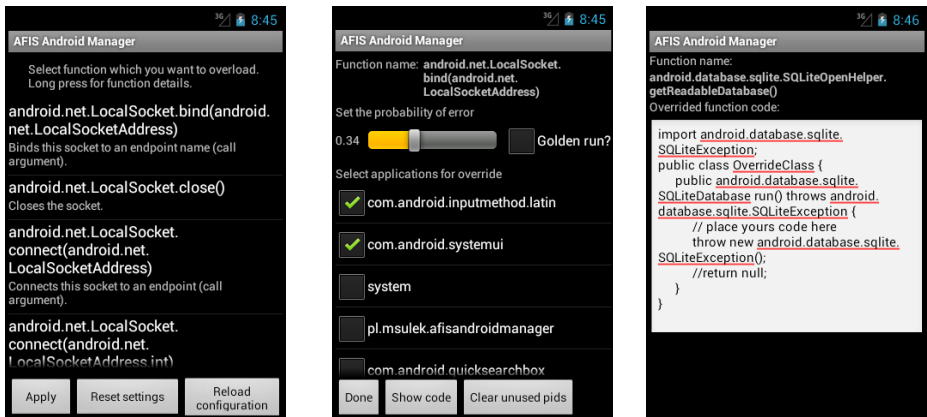 3G 8:45
AFIS Android Manager
Select function which you want to overload.
Long press for function details.
android.net.LocalSocket.bind(android.
net.LocalSocketAddress)
Binds this socket to an endpoint name (call
argument).
android.net.LocalSocket.close()
Closes the socket.
android.net.LocalSocket.
connect(android.net.
LocalSocketAddress)
Connects this socket to an endpoint (call
argument).
android.net.LocalSocket.
connect(android.net.
LocalSocketAddress.int)
Apply
Reset settings
Reload
configuration
3G 8:45
AFIS Android Manager
Function name: android.net.LocalSocket.
bind(android.net.
LocalSocketAddress)
Set the probability of error
0.34 Golden run?
Select applications for override
com.android.inputmethod.latin
com.android.systemui
system
pl.msulek.afisandroidmanager
com.android.quicksearchbox
Done
Show code
Clear unused pids
3G 8:46
AFIS Android Manager
Function name:
android.database.sqlite.SQLiteOpenHelper.
getReadableDatabase()
Overrided function code:
import android.database.sqlite.
SQLiteException;
public class OverrideClass {
public android.database.sqlite.
SQLiteDatabase run() throws android.
database.sqlite.SQLiteException {
// place yours code here
throw new android.database.sqlite.
SQLiteException();
//return null;
}
}